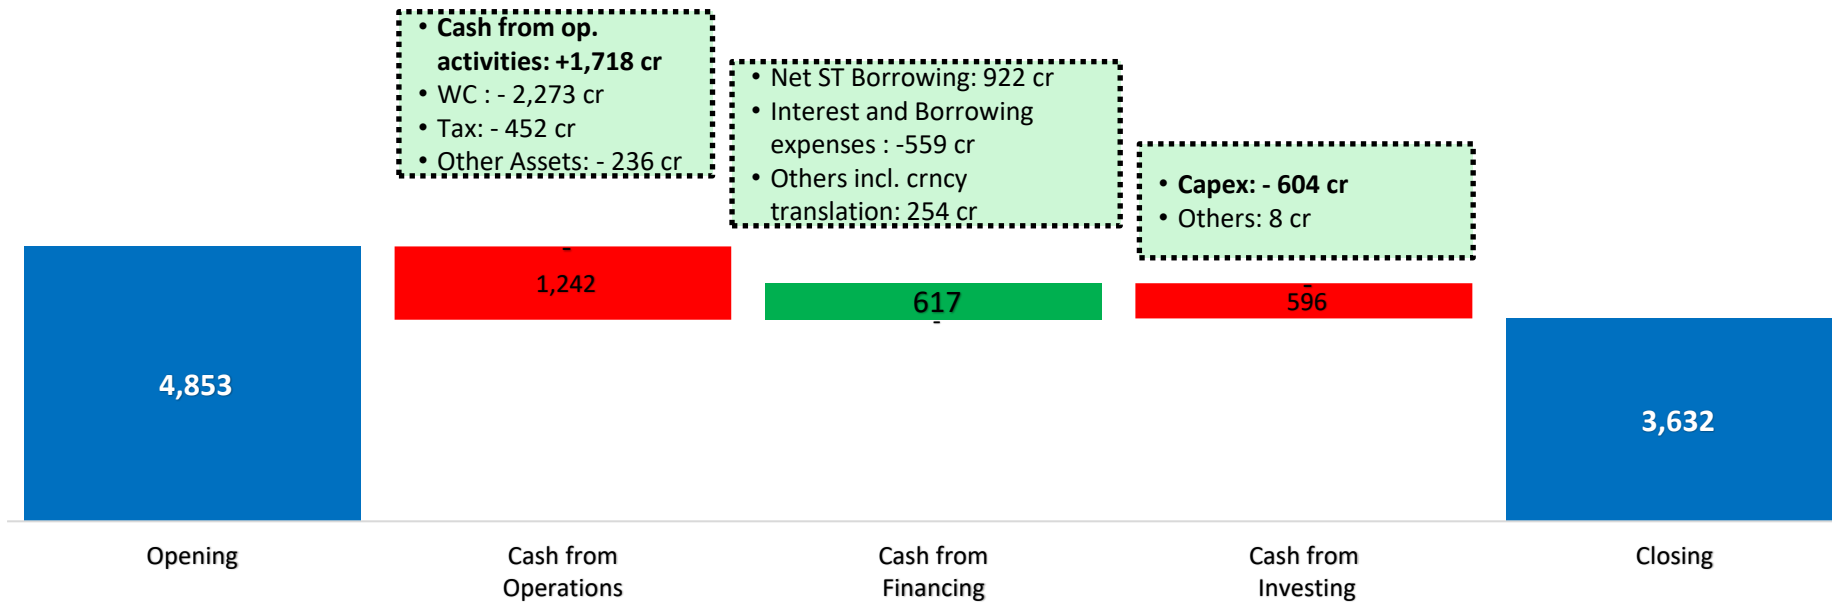 • Cash from op.
activities: +1,718 cr
• WC : - 2,273 cr
• Tax: - 452 cr
• Other Assets: - 236 cr
• Net ST Borrowing: 922 cr
• Interest and Borrowing
expenses : -559 cr
• Others incl. crncy
translation: 254 cr
• Capex: - 604 cr
• Others: 8 cr
4,853
-
1,242
617
-
-
596
3,632
Opening
Cash from
Operations
Cash from
Financing
Cash from
Investing
Closing